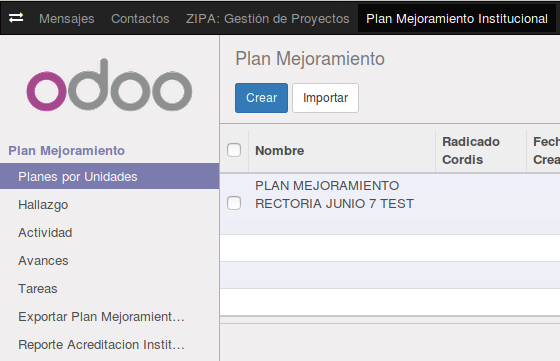 Mensajes Contactos ZIPA: Gestión de Proyectos Plan Mejoramiento Institucional
odoo
Plan Mejoramiento
Planes por Unidades
Hallazgo
Actividad
Avances
Tareas
Exportar Plan Mejoramient...
Reporte Acreditacion Instit...
Plan Mejoramiento
Crear Importar
Nombre
Radicado
Cordis
Fech
Crea
PLAN MEJORAMIENTO
RECTORIA JUNIO 7 TEST